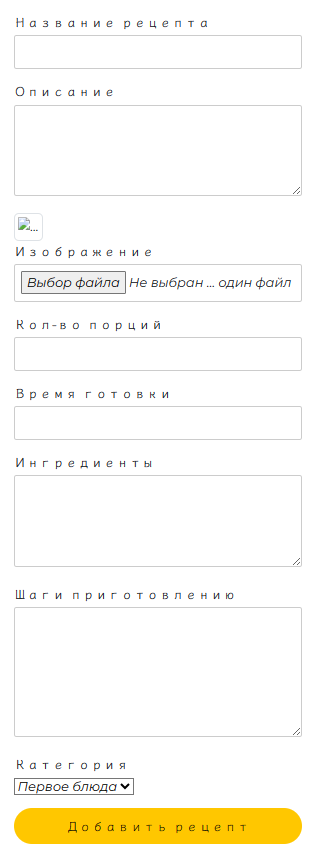 Название рецепта
Описание
...
Изображение
Выбор файла Не выбран ... один файл
Кол-во порций
Время готовки
Ингредиенты
Шаги приготовлению
Категория
Первое блюда
Добавить рецепт